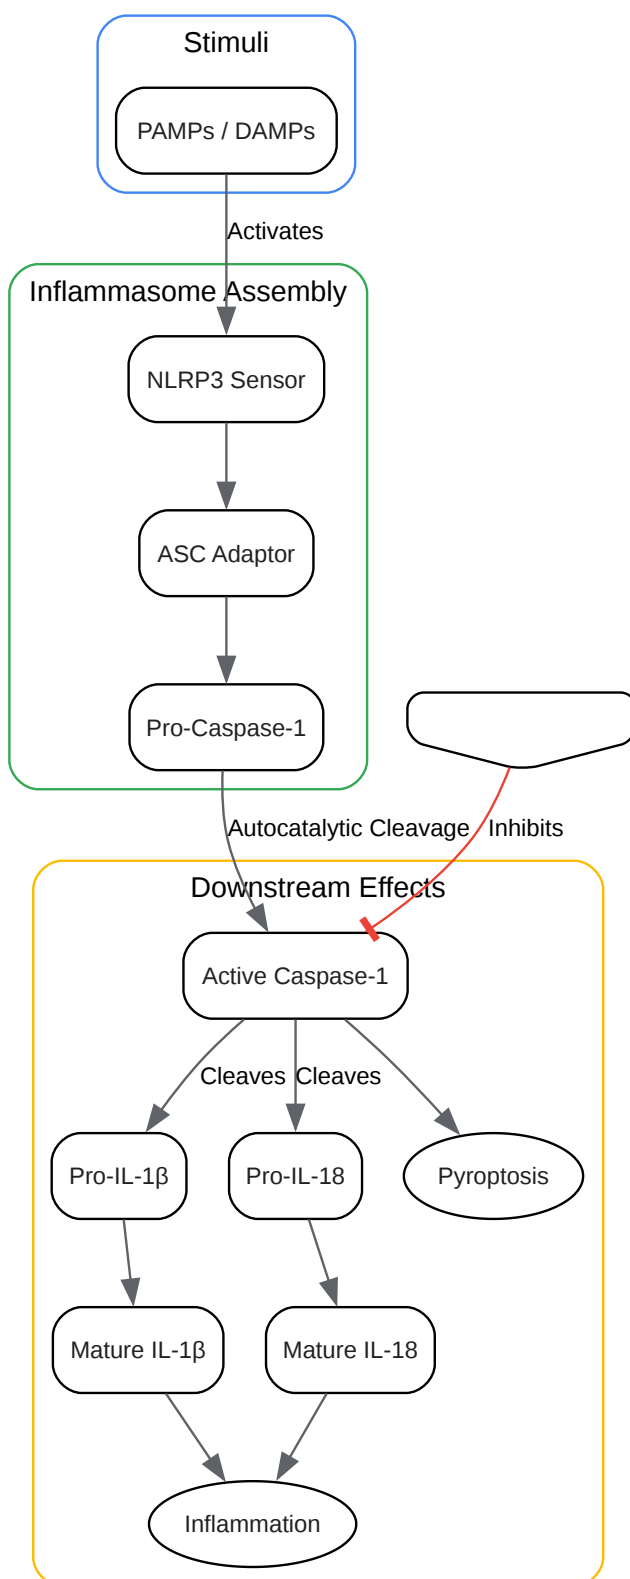 Stimuli
PAMPs / DAMPs
Activates
Inflammasome Assembly
NLRP3 Sensor
ASC Adaptor
Pro-Caspase-1
Autocatalytic Cleavage
Inhibits
Downstream Effects
Active Caspase-1
Cleaves
Cleaves
Pro-IL-1β
Pro-IL-18
Pyroptosis
Mature IL-1β
Mature IL-18
Inflammation